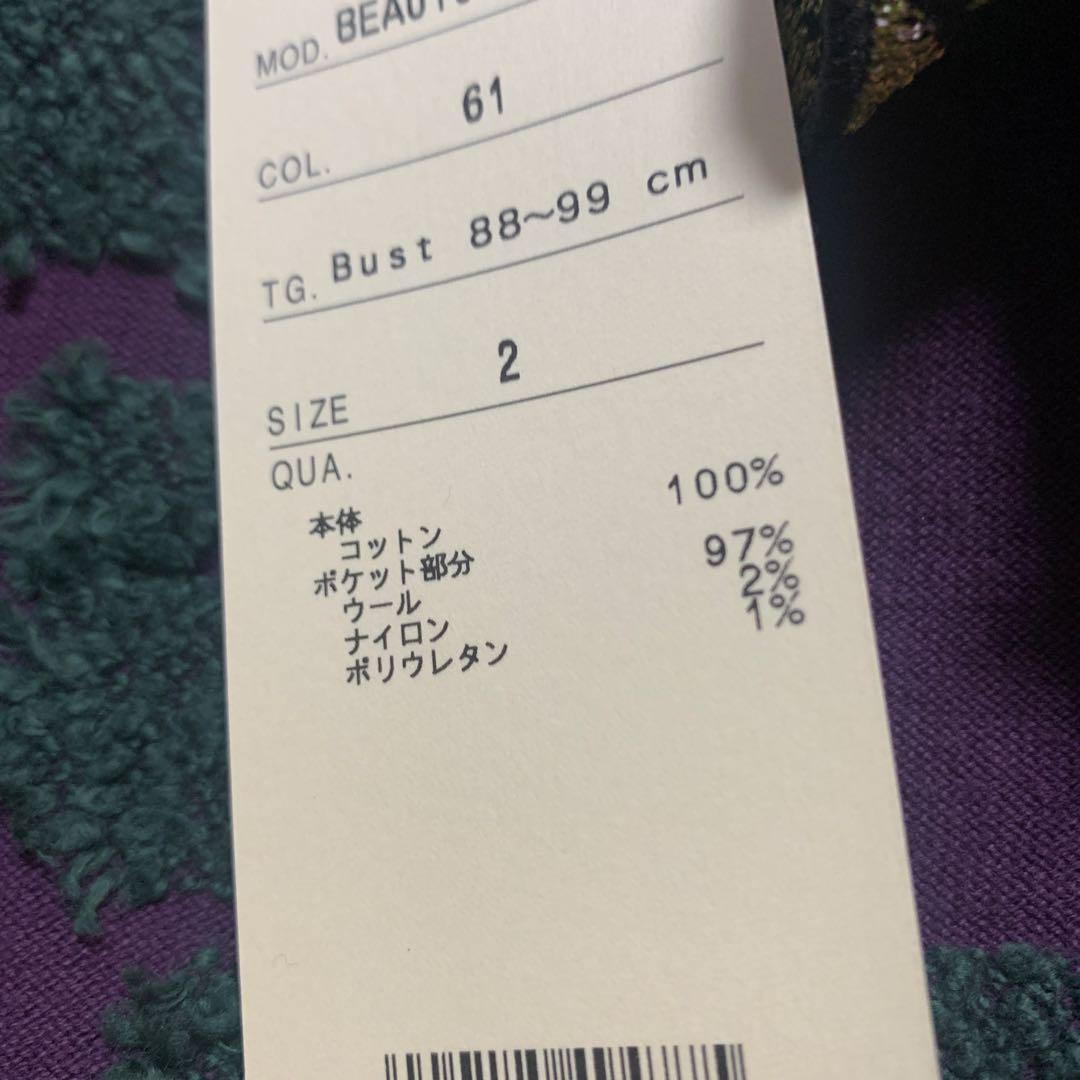 MOD.
61
COL.
TG. Bust 88~99 cm
2
SIZE
QUA.
本体
コットン 100%
ポケット部分
ウール 97%
ナイロン 2%
ポリウレタン 1%